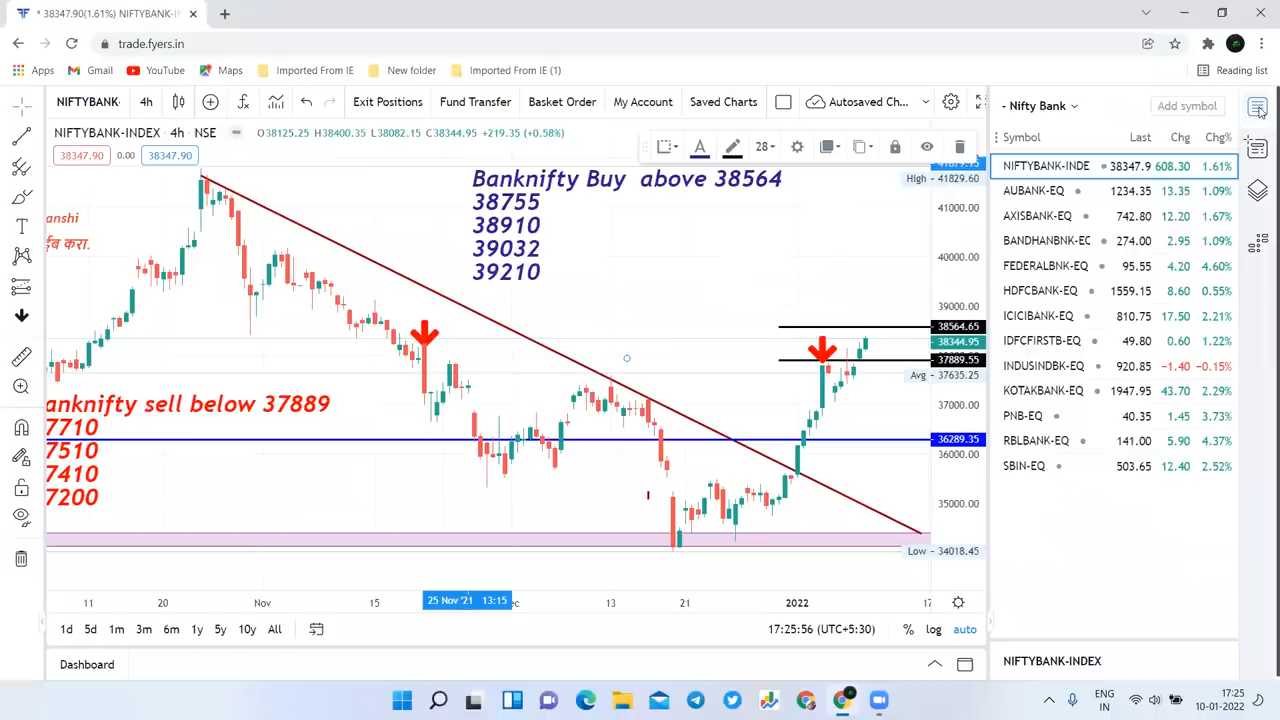 * 38347.90(1.61%) NIFTYBANK-IN
trade.fyers.in
Apps Gmail YouTube Maps Imported From IE New folder Imported From IE (1) Reading list
NIFTYBANK- 4h Exit Positions Fund Transfer Basket Order My Account Saved Charts Autosaved Ch...
NIFTYBANK-INDEX 4h NSE O38125.25 H38400.35 L38082.15 C38344.95 +219.35 (+0.58%)
38347.90 0.00 38347.90
A 28
Banknifty Buy above 38564
38755
38910
39032
39210
anshi
ईब करा.
anknifty sell below 37889
7710
7510
7410
7200
High 41829.60
41000.00
40000.00
39000.00
38564.65
38344.95
37889.55
Avg 37635.25
37000.00
36289.35
36000.00
35000.00
Low 34018.45
11 20 Nov 15 25 Nov '21 13:15 ec 13 21 2022 17
1d 5d 1m 3m 6m 1y 5y 10y All 17:25:56 (UTC+5:30) % log auto
Dashboard
- Nifty Bank Add symbol
Symbol Last Chg Chg%
NIFTYBANK-INDE 38347.9 608.30 1.61%
AUBANK-EQ 1234.35 13.35 1.09%
AXISBANK-EQ 742.80 12.20 1.67%
BANDHANBNK-EC 274.00 2.95 1.09%
FEDERALBNK-EQ 95.55 4.20 4.60%
HDFCBANK-EQ 1559.15 8.60 0.55%
ICICIBANK-EQ 810.75 17.50 2.21%
IDFCFIRSTB-EQ 49.80 0.60 1.22%
INDUSINDBK-EQ 920.85 −1.40 −0.15%
KOTAKBANK-EQ 1947.95 43.70 2.29%
PNB-EQ 40.35 1.45 3.73%
RBLBANK-EQ 141.00 5.90 4.37%
SBIN-EQ 503.65 12.40 2.52%
NIFTYBANK-INDEX
ENG
IN
17:25
10-01-2022